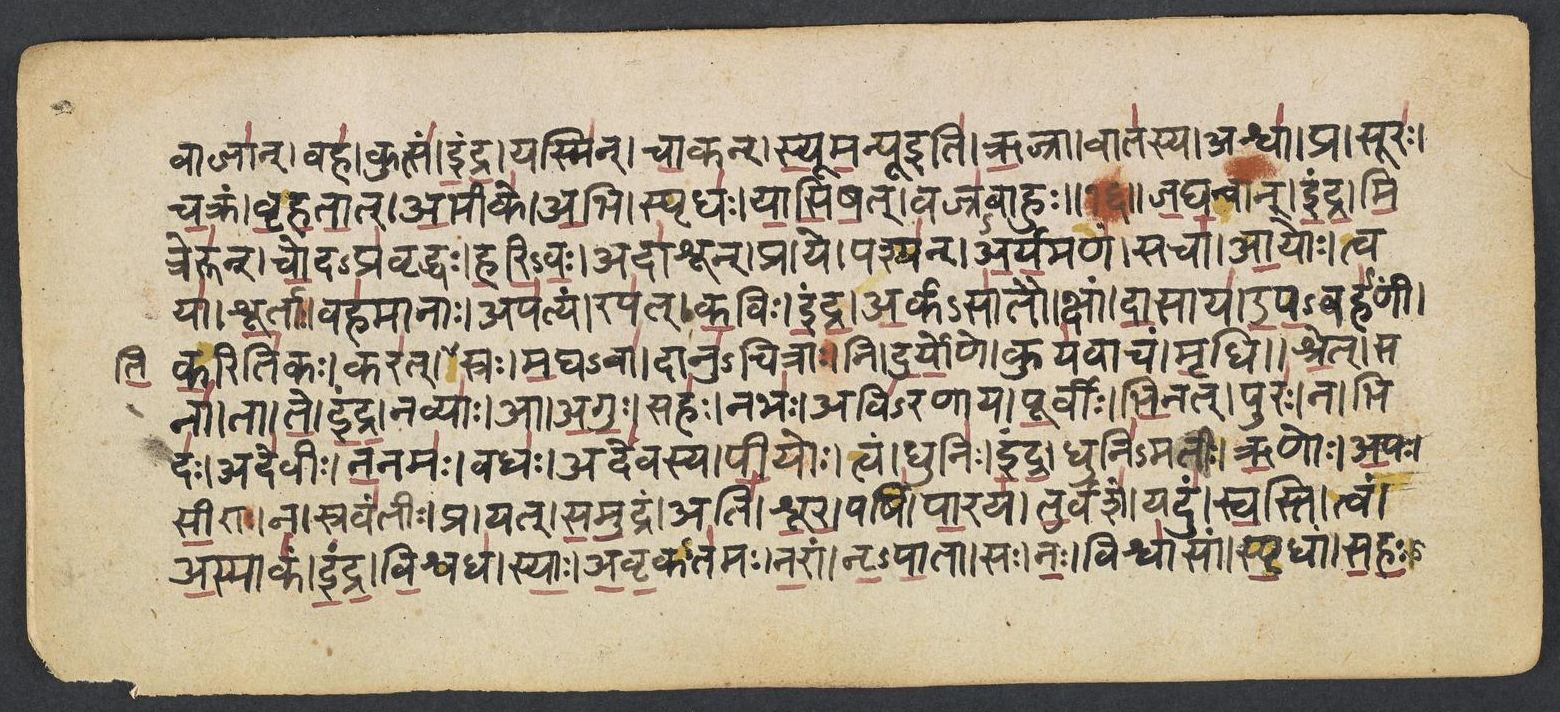 वाजान्। वह। कुत्सं। इंद्र। यस्मिन्। चाकन्। स्यूमन्यूइति। ऋज्रा। वातस्य। अश्वा। प्र। सूरः।
चक्रं। वृहतात्। अभीके। अभि। स्पृधः। यासिषत्। वज्रऽबाहुः॥१६॥ जघन्वान्। इंद्र। मि
त्रेरून्। चोदऽप्रवृद्धः। हरिऽवः। अदाशून्। प्र। ये। पश्यन्। अर्यमणं। सचा। आयोः। त्व
या। शूर्ताः। वहमानाः। अपत्यं। रपत्। कविः। इंद्र। अर्कऽसातौ। क्षां। दासाय। उपऽबर्हणीं।
ति करितिकः। करत्। तिस्रः। मघऽवा। दानुऽचित्राः। नि। दुर्योणे। कुयवाचं। मृधि। श्रेत्। स
ना। ता। ते। इंद्र। नव्याः। आ। अगुः। सहः। नभः। अविऽरणाय। पूर्वीः। भिनत्। पुरः। न। भि
दः। अदेवीः। ननमः। वधः। अदेवस्य। पीयोः। त्वं। धुनिः। इंद्र। धुनिऽमतीः। ऋणोः। अपः।
सीराः। न। स्रवंतीः। प्र। यत्। समुद्रं। अति। शूर। पर्षि। पारय। तुर्वशं। यदुं। स्वस्ति। त्वं।
अस्माकं। इंद्र। विश्वध। स्याः। अवृकऽतमः। नरां। नृऽपाता। सः। नः। विश्वासां। स्पृधां। सहःऽ